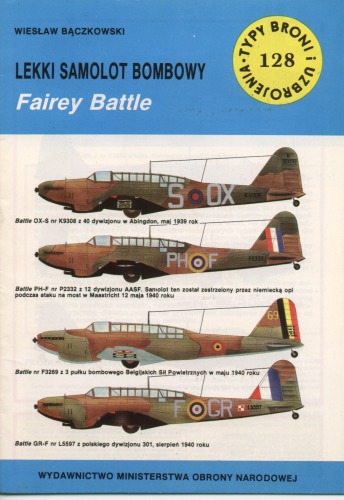 WIESŁAW BĄCZKOWSKI
TYPY BRONI i UZBROJENIA
128
LEKKI SAMOLOT BOMBOWY
Fairey Battle
S OX
Battle OX-S nr K9308 z 40 dywizjonu w Abingdon, maj 1939 rok
PH F
Battle PH-F nr P2332 z 12 dywizjonu AASF. Samolot ten został zestrzelony przez niemiecką opl
podczas ataku na most w Maastricht 12 maja 1940 roku
69
Battle nr F3269 z 3 pułku bombowego Belgijskich Sił Powietrznych w maju 1940 roku
F GR
L5597
Battle GR-F nr L5597 z polskiego dywizjonu 301, sierpień 1940 roku
WYDAWNICTWO MINISTERSTWA OBRONY NARODOWEJ